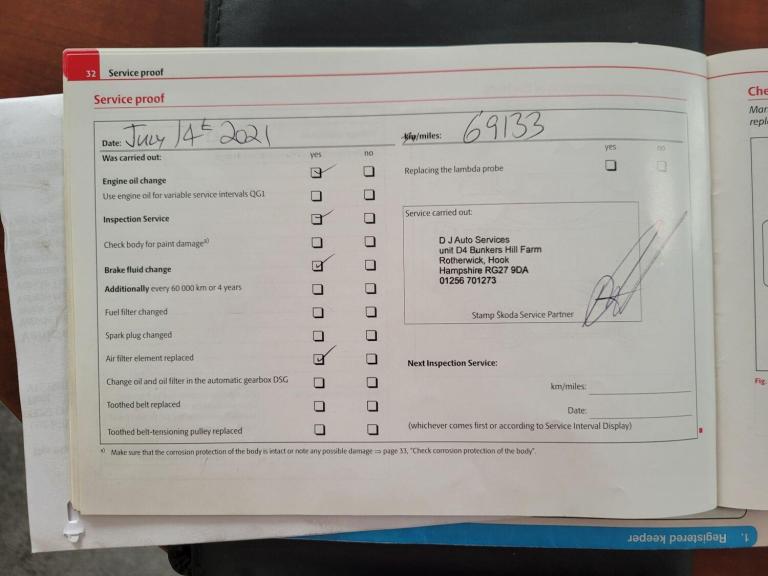 32 Service proof
Service proof
Date: July 14t 2021
km/miles: 69133
Was carried out: yes no
Engine oil change
Use engine oil for variable service intervals QG1
Inspection Service
Check body for paint damage a)
Brake fluid change
Additionally every 60 000 km or 4 years
Fuel filter changed
Spark plug changed
Air filter element replaced
Change oil and oil filter in the automatic gearbox DSG
Toothed belt replaced
Toothed belt-tensioning pulley replaced
yes no
Replacing the lambda probe
Service carried out:
D J Auto Services
unit D4 Bunkers Hill Farm
Rotherwick, Hook
Hampshire RG27 9DA
01256 701273
Stamp Škoda Service Partner
Next Inspection Service:
km/miles:
Date:
(whichever comes first or according to Service Interval Display)
a) Make sure that the corrosion protection of the body is intact or note any possible damage ⇒ page 33, "Check corrosion protection of the body".
Che
Mar
repl
Fig.
1. Registered keeper